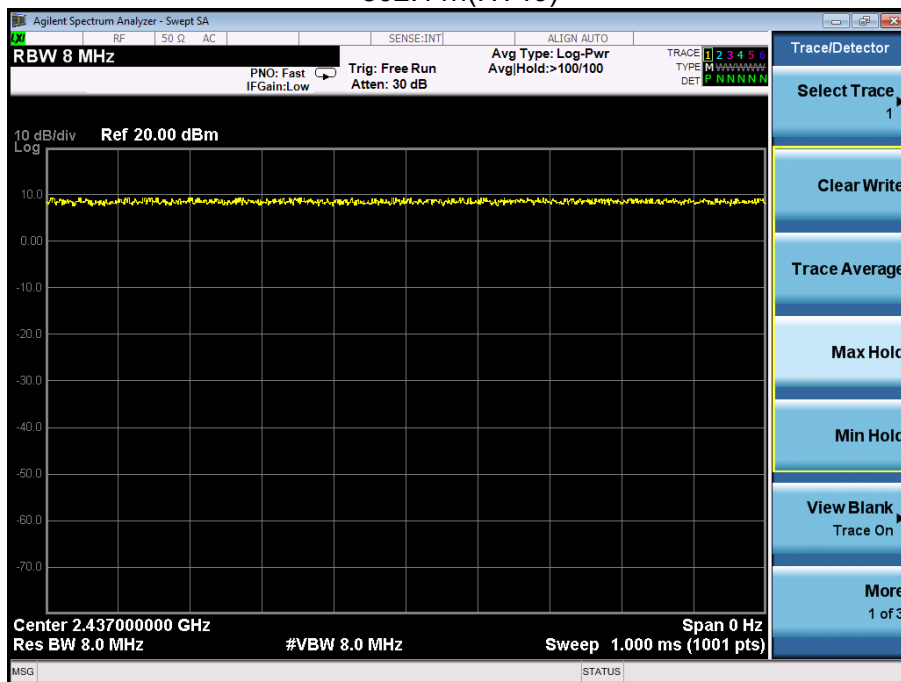 Agilent Spectrum Analyzer - Swept SA
LXI RF 50 Ω AC SENSE:INT ALIGN AUTO
RBW 8 MHz
PNO: Fast
IFGain:Low
Trig: Free Run
Atten: 30 dB
Avg Type: Log-Pwr
Avg|Hold:>100/100
TRACE 1 2 3 4 5 6
TYPE M WWWWW
DET P N N N N N
10 dB/div Ref 20.00 dBm
Log
10.0
0.00
-10.0
-20.0
-30.0
-40.0
-50.0
-60.0
-70.0
Center 2.437000000 GHz Span 0 Hz
Res BW 8.0 MHz #VBW 8.0 MHz Sweep 1.000 ms (1001 pts)
MSG STATUS
Trace/Detector
Select Trace
1
Clear Write
Trace Average
Max Hold
Min Hold
View Blank
Trace On
More
1 of 3